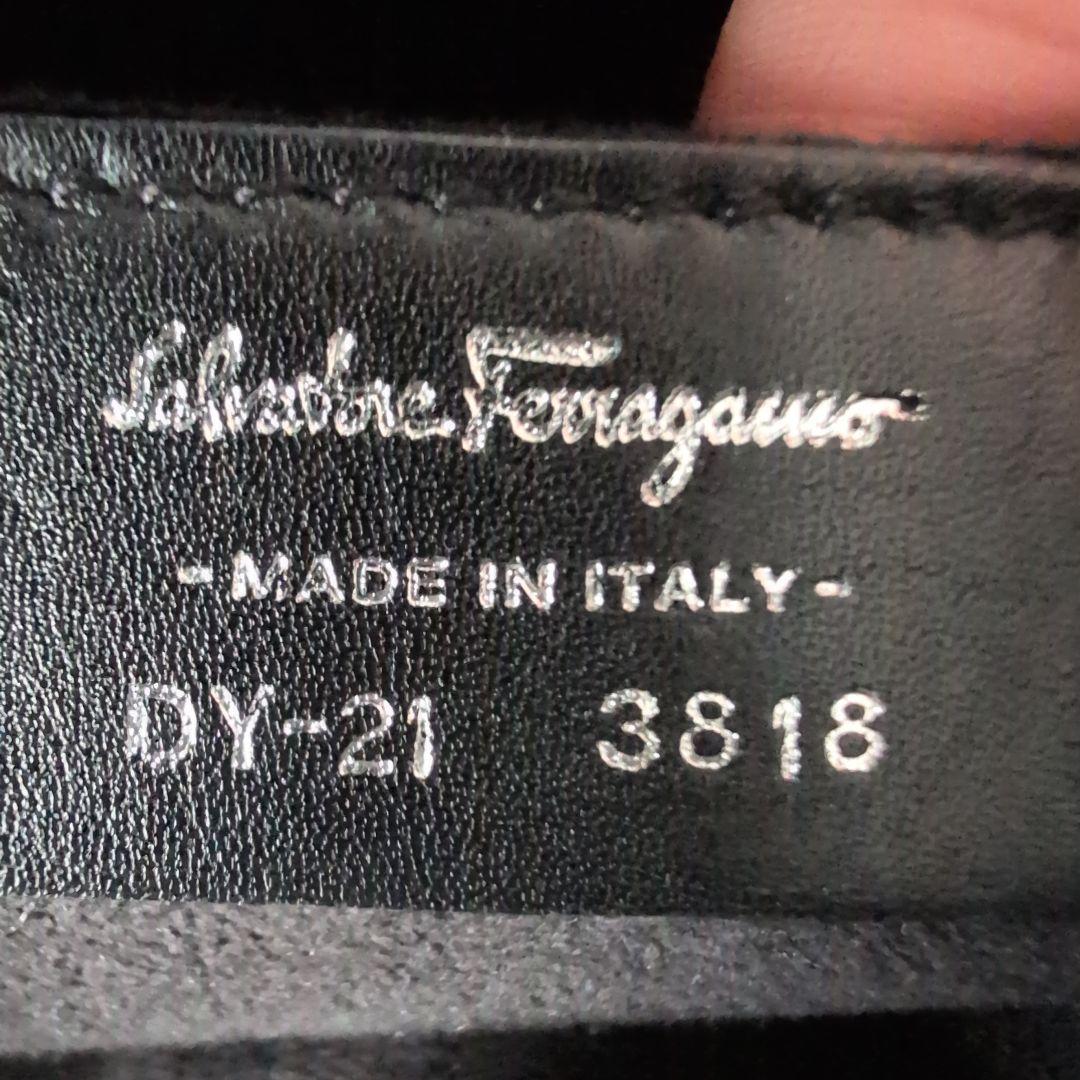 Salvatore Ferragamo
- MADE IN ITALY -
DY-21 3818